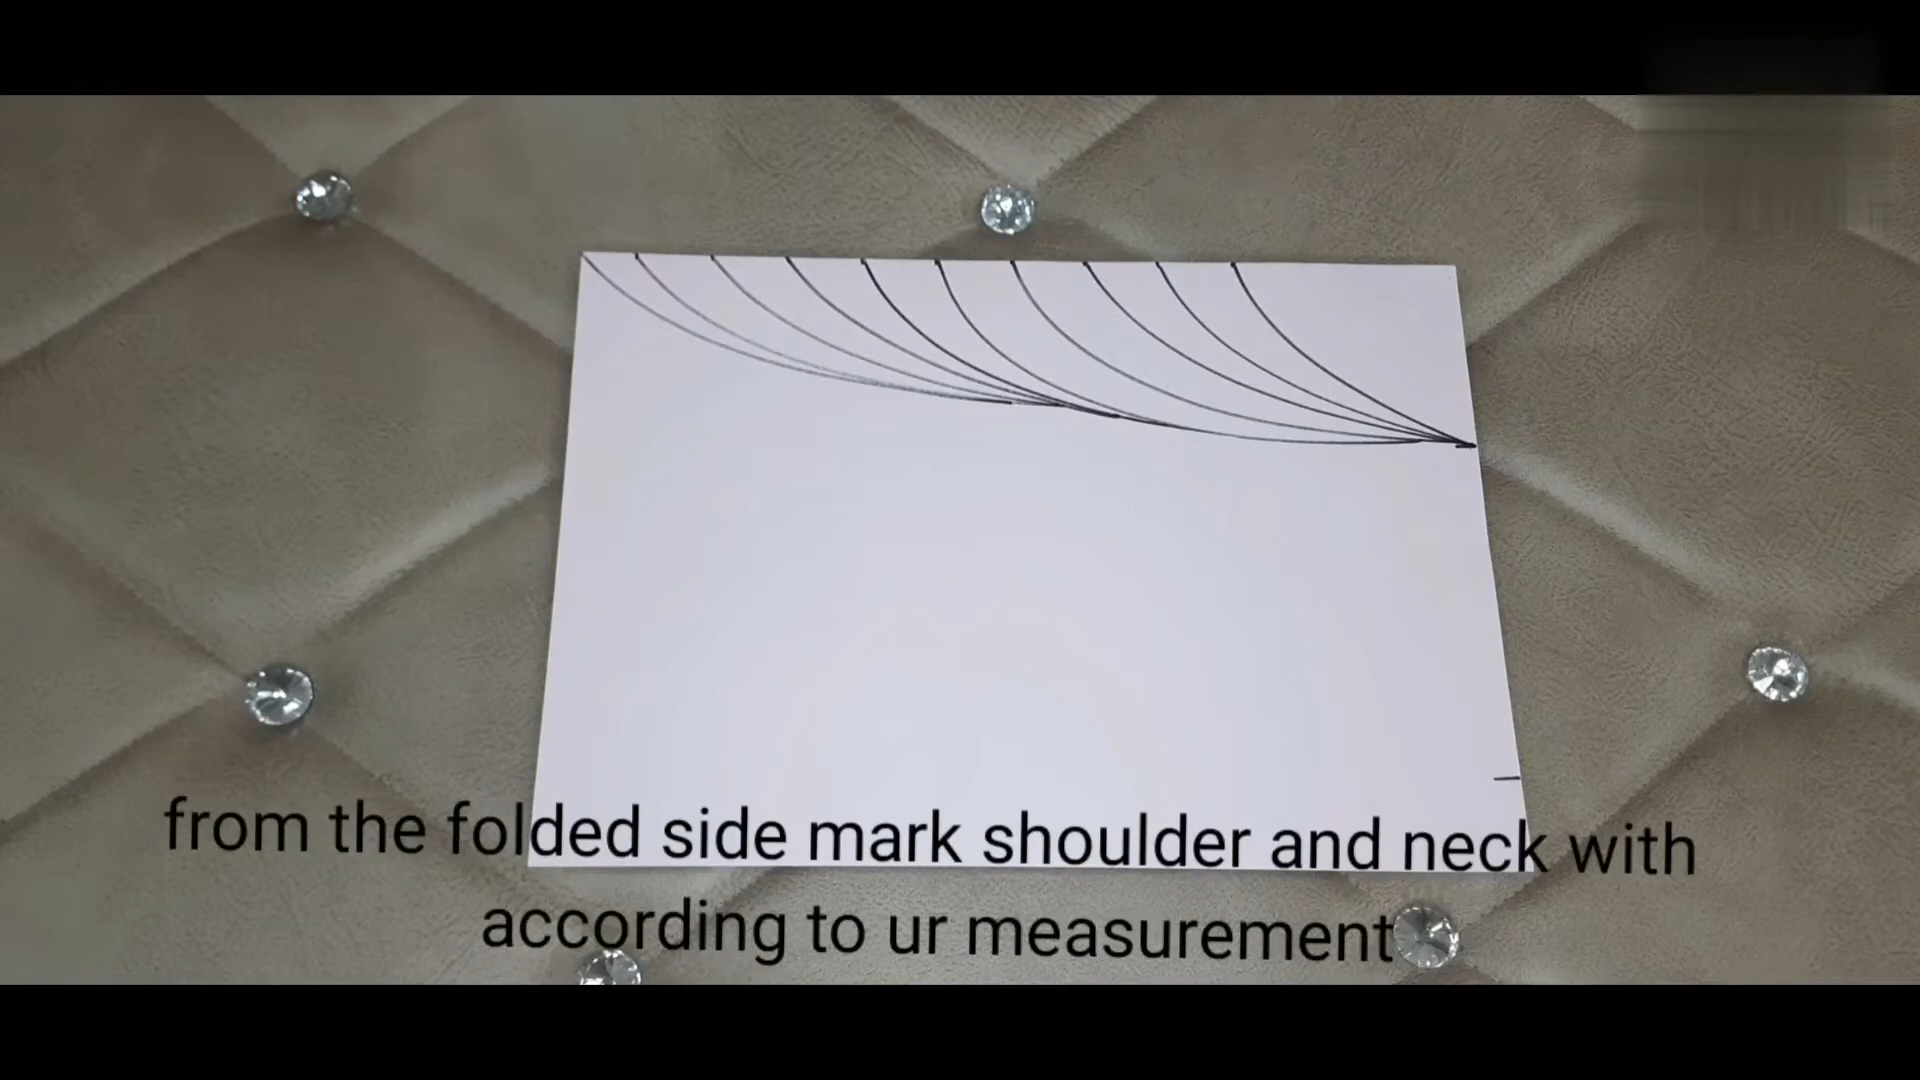 from the folded side mark shoulder and neck with
according to ur measurement